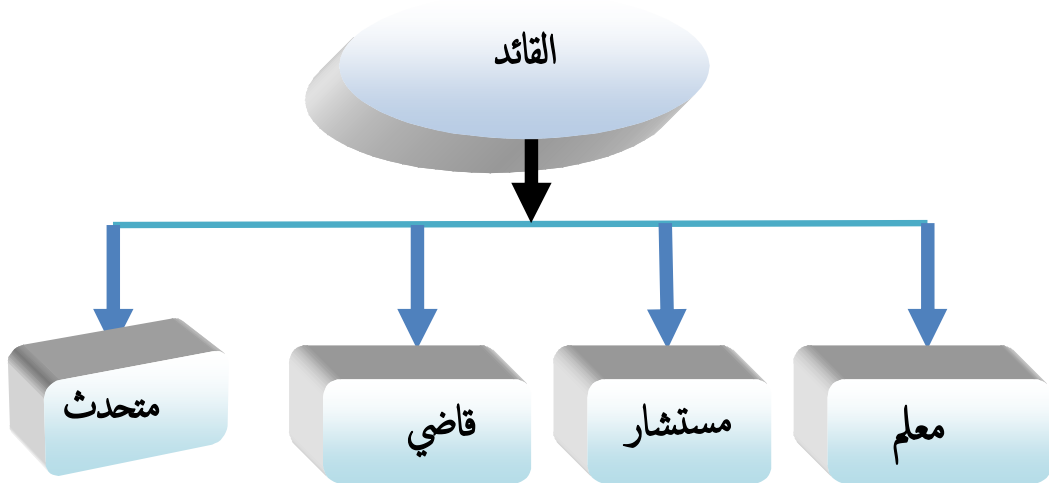 القائد
معلم
مستشار
قاضي
متحدث